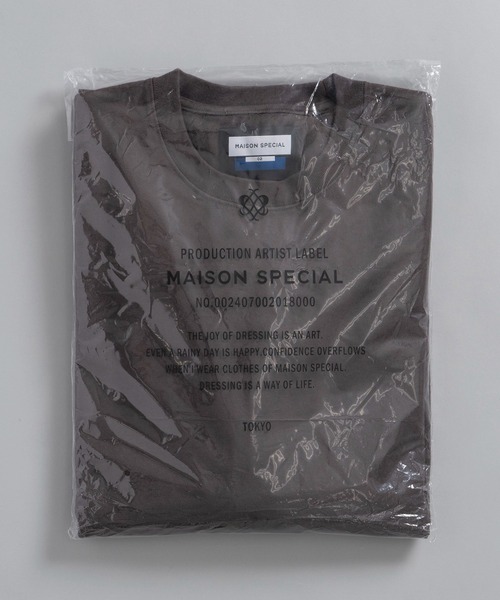 MAISON SPECIAL
PRODUCTION ARTIST LABEL
MAISON SPECIAL
NO.002407002018000
THE JOY OF DRESSING IS AN ART.
EVEN A RAINY DAY IS HAPPY.CONFIDENCE OVERFLOWS
WHEN I WEAR CLOTHES OF MAISON SPECIAL.
DRESSING IS A WAY OF LIFE.
TOKYO